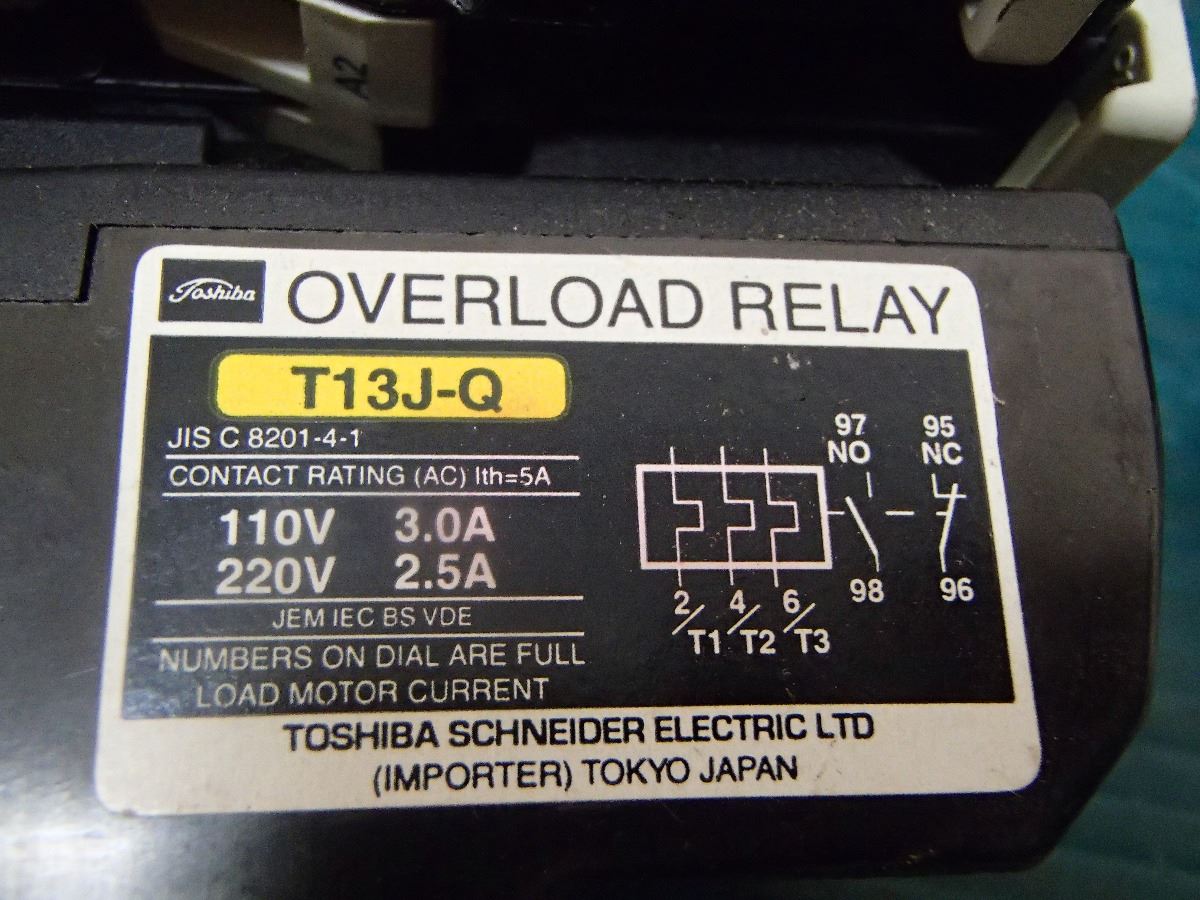 A2
Toshiba OVERLOAD RELAY
T13J-Q
JIS C 8201-4-1
CONTACT RATING (AC) Ith=5A
110V 3.0A
220V 2.5A
JEM IEC BS VDE
NUMBERS ON DIAL ARE FULL
LOAD MOTOR CURRENT
97 95
NO NC
98 96
2/T1 4/T2 6/T3
TOSHIBA SCHNEIDER ELECTRIC LTD
(IMPORTER) TOKYO JAPAN